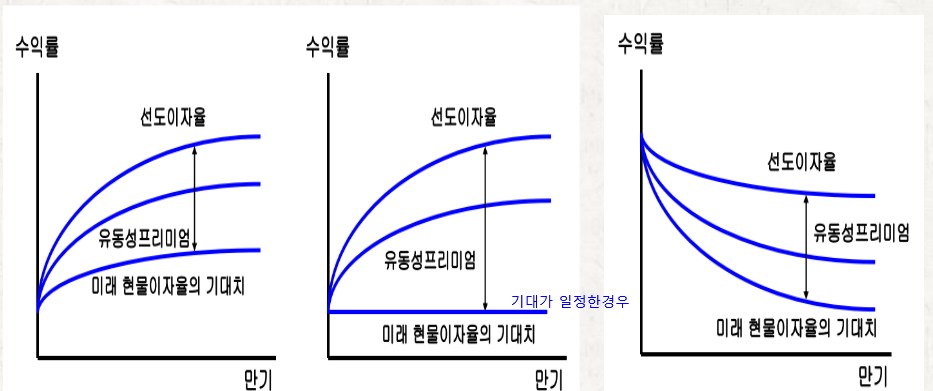 수익률
선도이자율
유동성프리미엄
미래 현물이자율의 기대치
만기
수익률
선도이자율
유동성프리미엄
기대가 일정한경우
미래 현물이자율의 기대치
만기
수익률
선도이자율
유동성프리미엄
미래 현물이자율의 기대치
만기